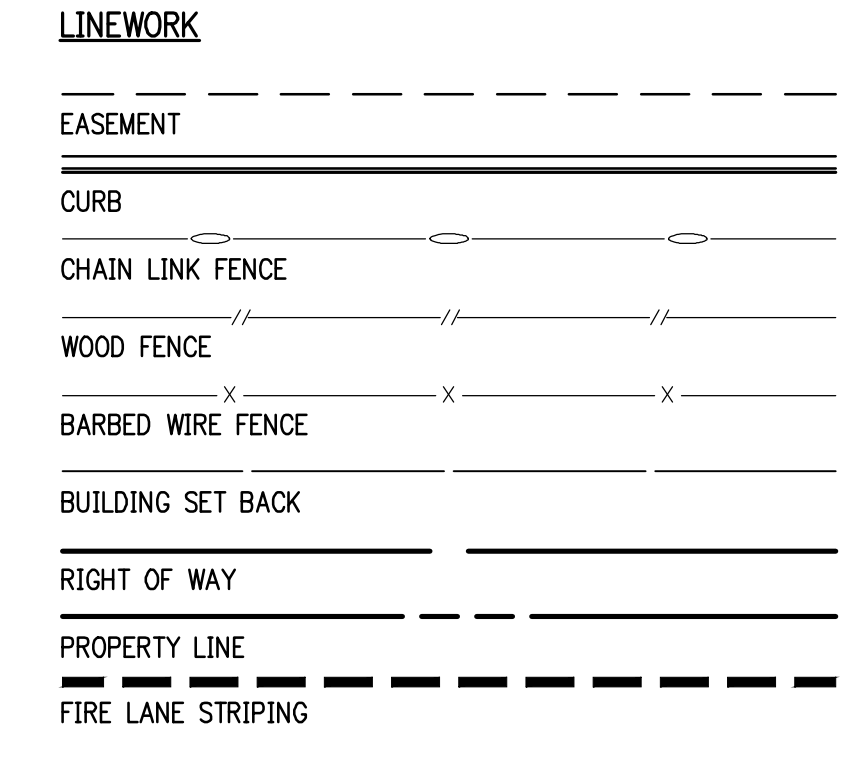 LINEWORK
EASEMENT
CURB
CHAIN LINK FENCE
WOOD FENCE
BARBED WIRE FENCE
BUILDING SET BACK
RIGHT OF WAY
PROPERTY LINE
FIRE LANE STRIPING